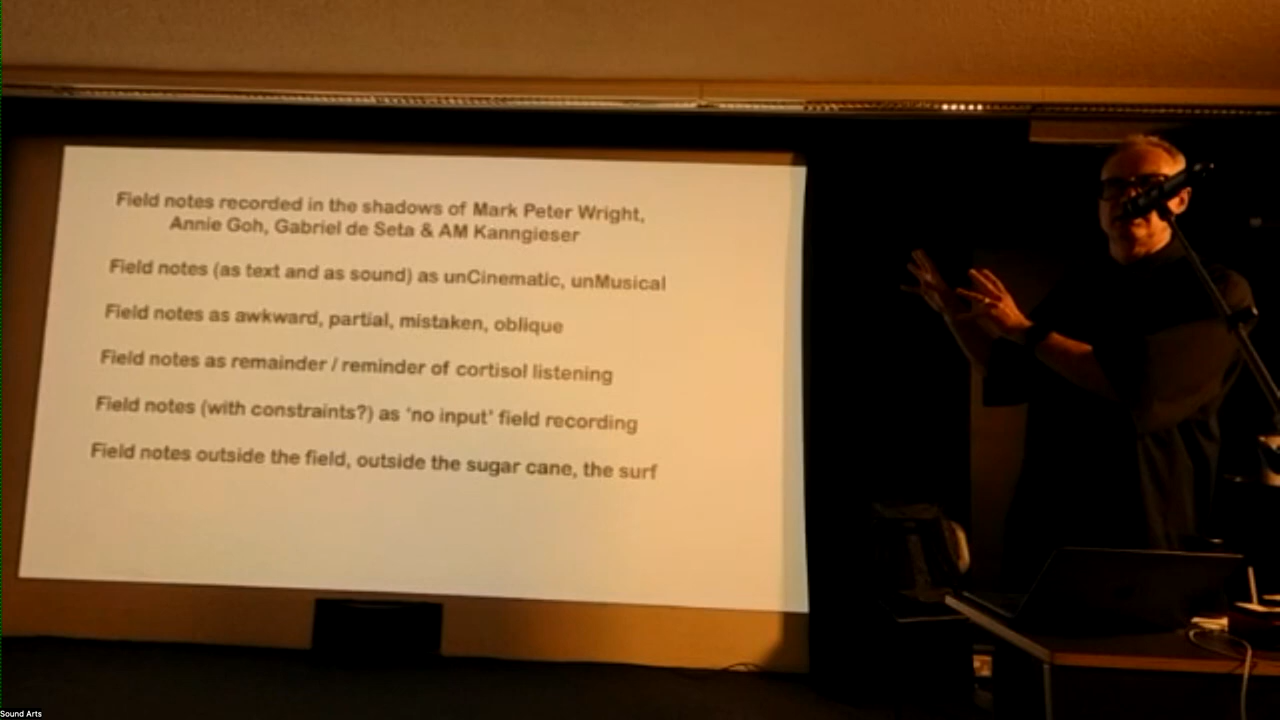 Field notes recorded in the shadows of Mark Peter Wright,
Annie Goh, Gabriel de Seta & AM Kanngieser
Field notes (as text and as sound) as unCinematic, unMusical
Field notes as awkward, partial, mistaken, oblique
Field notes as remainder / reminder of cortisol listening
Field notes (with constraints?) as 'no input' field recording
Field notes outside the field, outside the sugar cane, the surf
Sound Arts